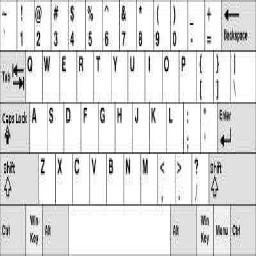 ~ ! @ # $ % ^ & * ( ) _ +
` 1 2 3 4 5 6 7 8 9 0 - = Backspace
Tab Q W E R T Y U I O P { } |
[ ] \
Caps Lock A S D F G H J K L : " Enter
; '
Shift Z X C V B N M < > ? Shift
, . /
Ctrl Win Key Alt Alt Win Key Menu Ctrl